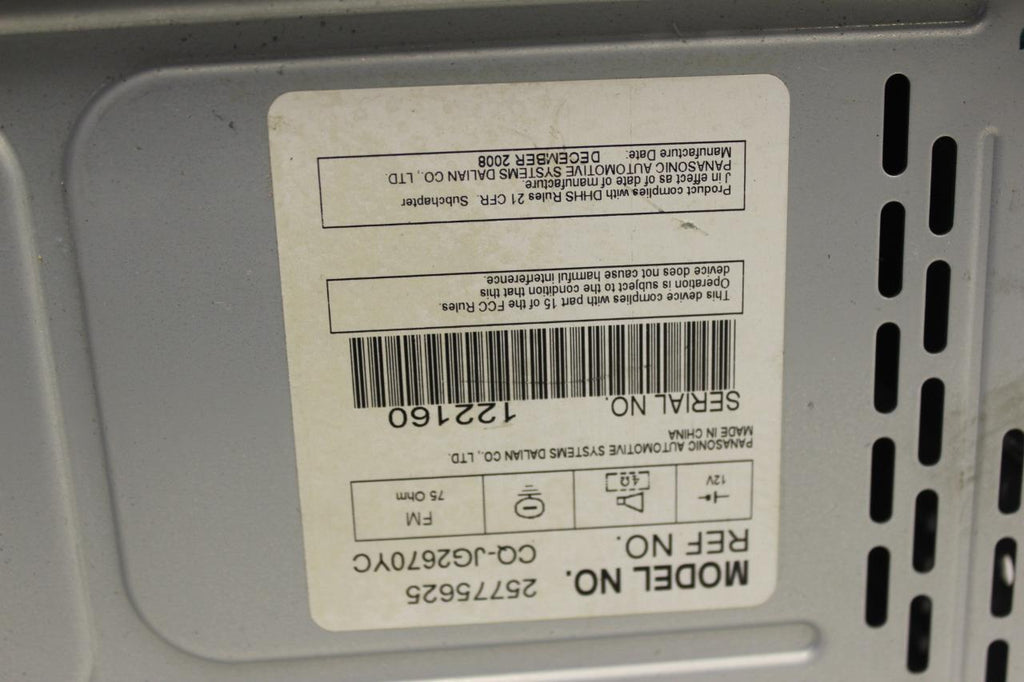 MODEL NO. 25775625
REF NO. CQ-JG2670YC
12V 4Ω FM
75 Ohm
PANASONIC AUTOMOTIVE SYSTEMS DALIAN CO., LTD.
MADE IN CHINA
SERIAL NO. 122160
This device complies with part 15 of the FCC Rules.
Operation is subject to the condition that this
device does not cause harmful interference.
Product complies with DHHS Rules 21 CFR. Subchapter
J in effect as of date of manufacture.
PANASONIC AUTOMOTIVE SYSTEMS DALIAN CO., LTD.
Manufacture Date: DECEMBER 2008